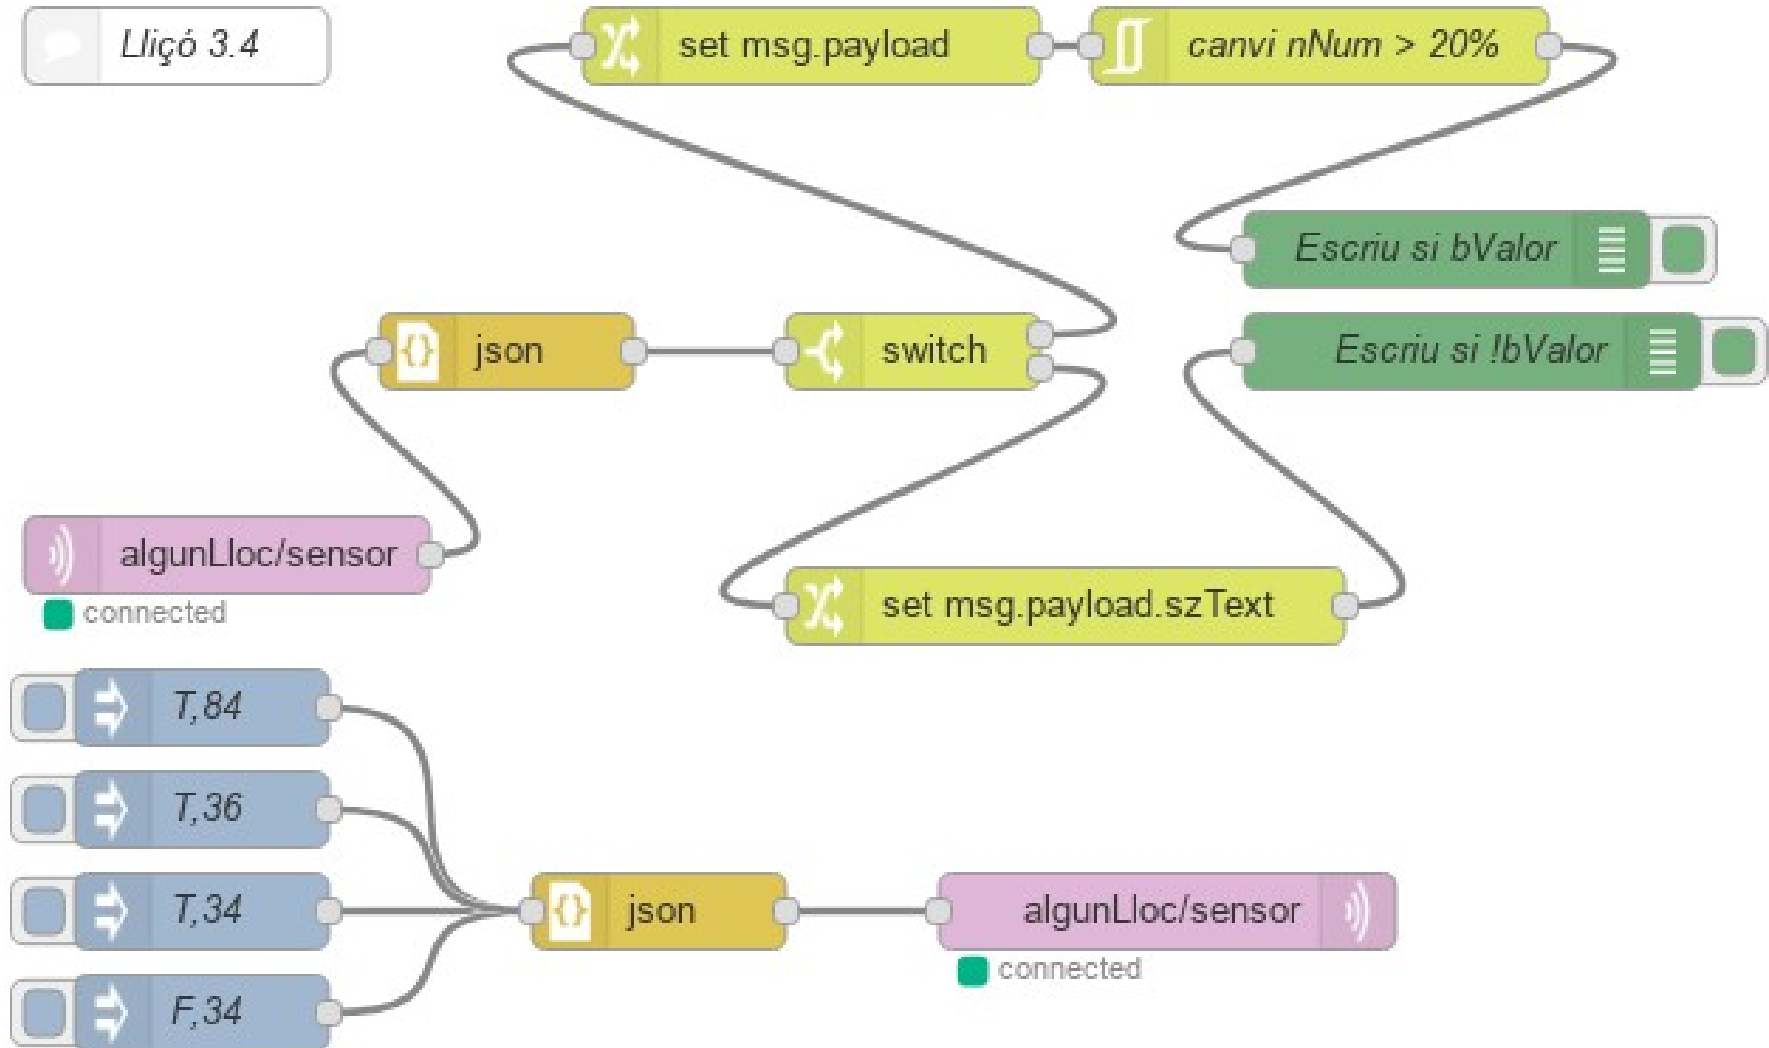 Lliçó 3.4
set msg.payload
canvi nNum > 20%
Escriu si bValor
json
switch
Escriu si !bValor
algunLloc/sensor
connected
set msg.payload.szText
T,84
T,36
T,34
json
algunLloc/sensor
connected
F,34